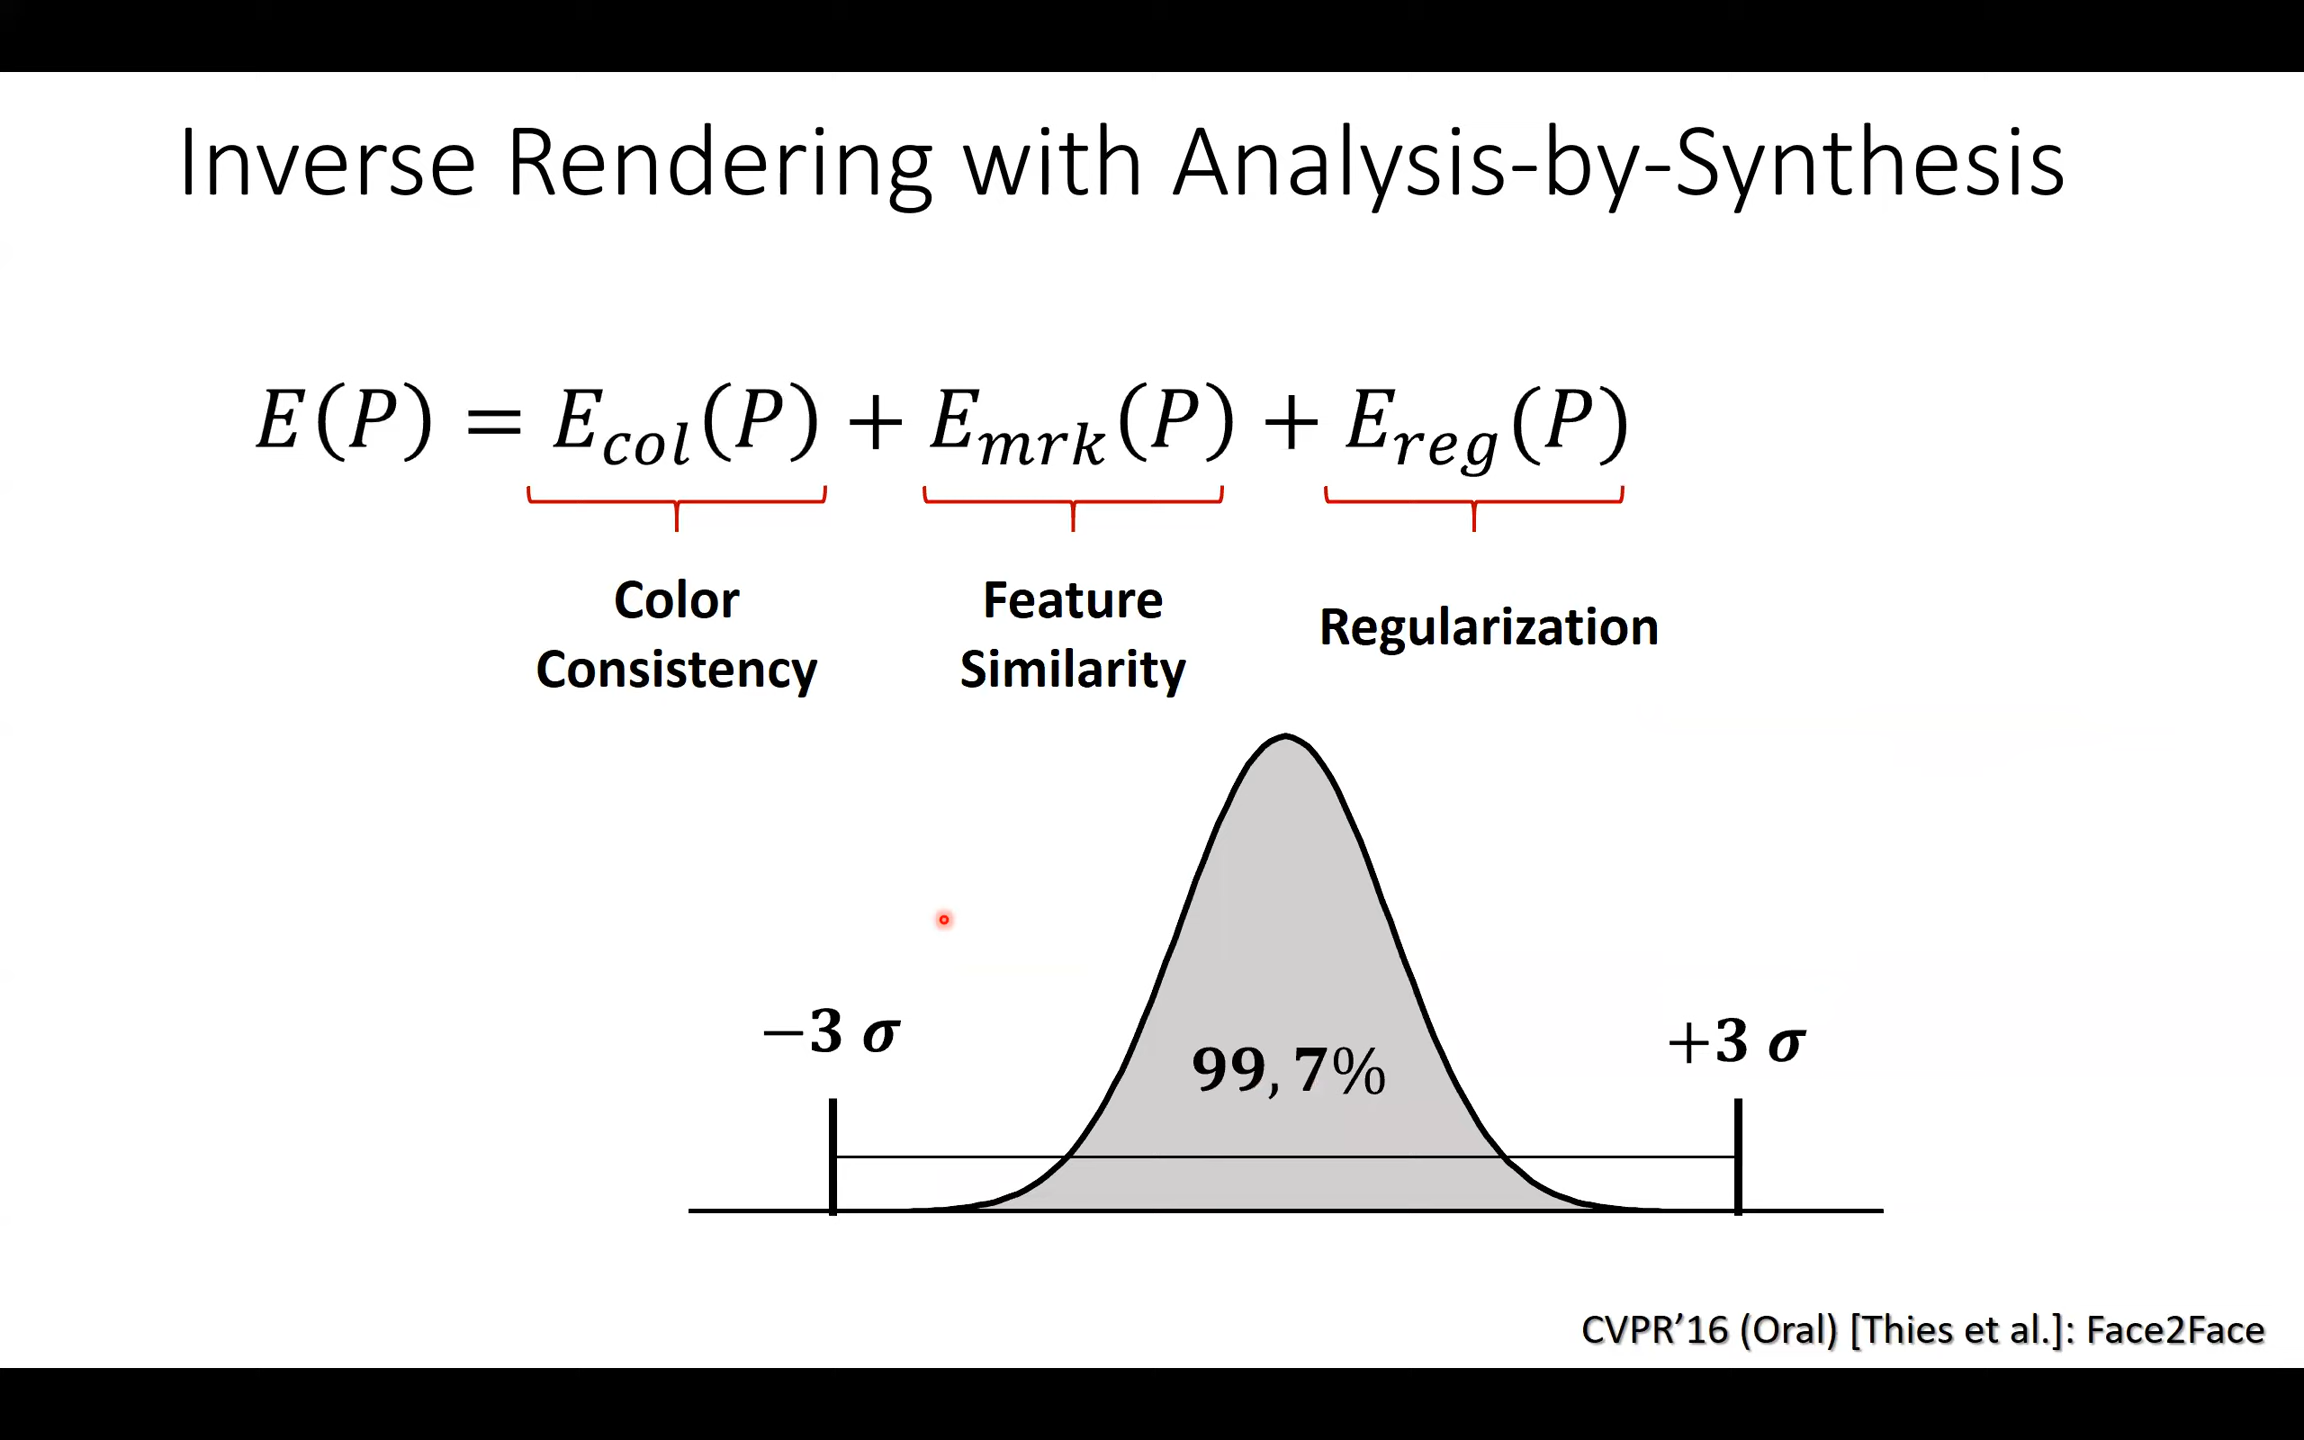 Inverse Rendering with Analysis-by-Synthesis
E(P) = E_col(P) + E_mrk(P) + E_reg(P)
Color
Consistency
Feature
Similarity
Regularization
−3 σ
99,7%
+3 σ
CVPR’16 (Oral) [Thies et al.]: Face2Face